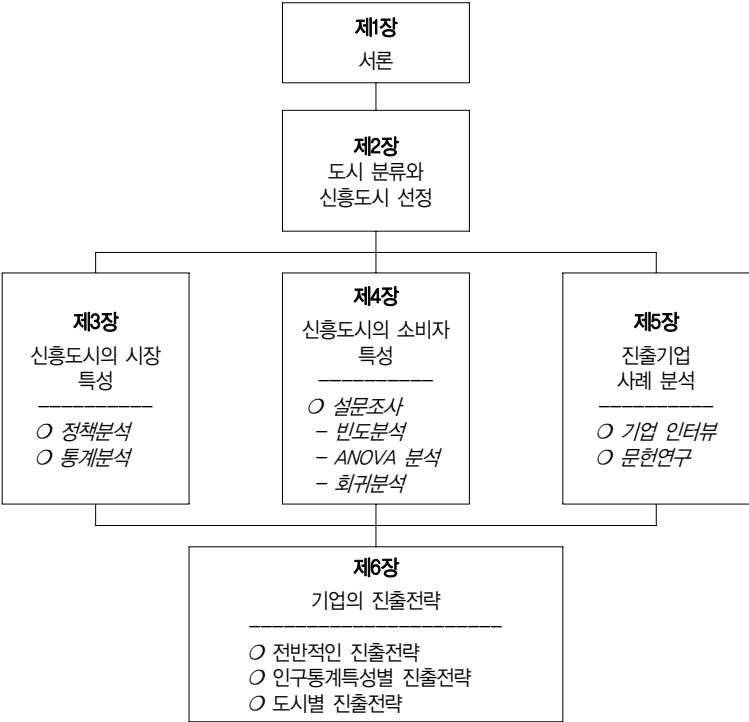 제1장
서론
제2장
도시 분류와
신흥도시 선정
제3장
신흥도시의 시장
특성
----------
○ 정책분석
○ 통계분석
제4장
신흥도시의 소비자
특성
----------
○ 설문조사
- 빈도분석
- ANOVA 분석
- 회귀분석
제5장
진출기업
사례 분석
----------
○ 기업 인터뷰
○ 문헌연구
제6장
기업의 진출전략
----------------------
○ 전반적인 진출전략
○ 인구통계특성별 진출전략
○ 도시별 진출전략